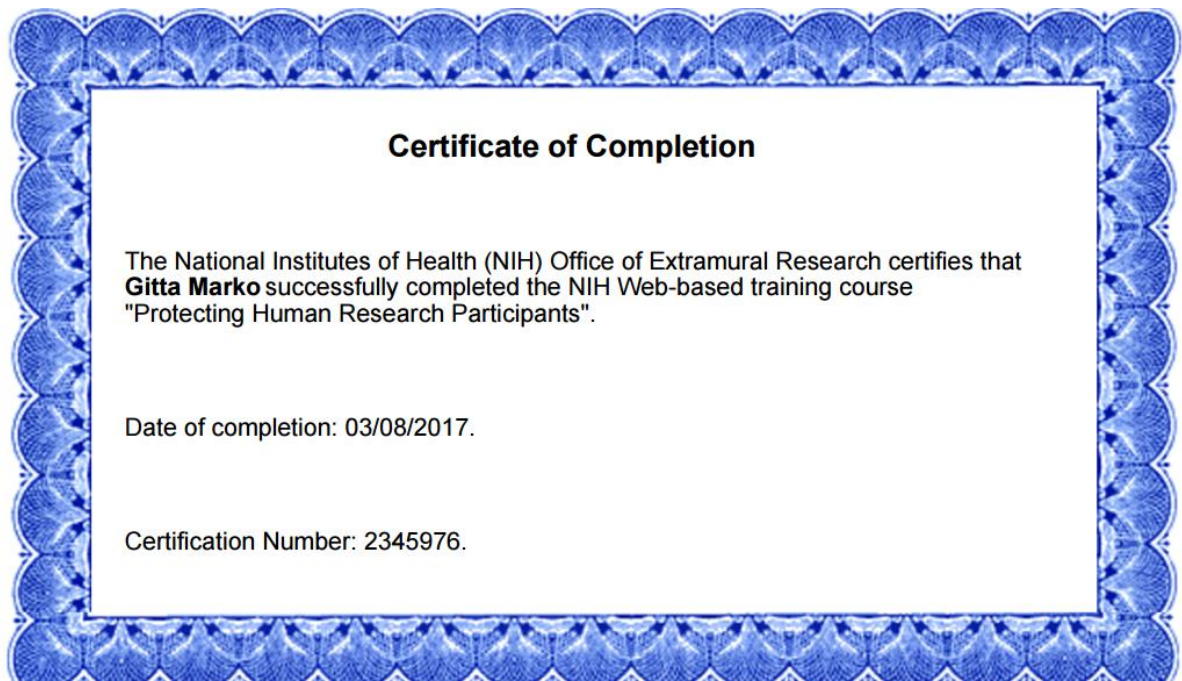 Certificate of Completion
The National Institutes of Health (NIH) Office of Extramural Research certifies that
Gitta Marko successfully completed the NIH Web-based training course
"Protecting Human Research Participants".
Date of completion: 03/08/2017.
Certification Number: 2345976.